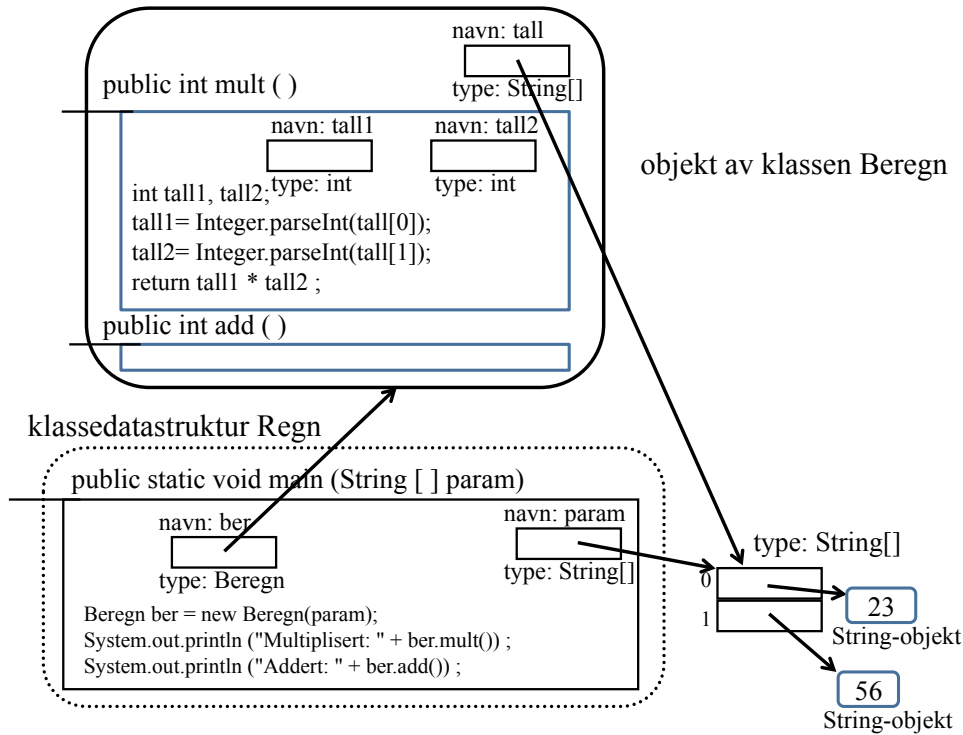 navn: tall
type: String[]
public int mult ( )
navn: tall1
navn: tall2
type: int
type: int
int tall1, tall2;
tall1= Integer.parseInt(tall[0]);
tall2= Integer.parseInt(tall[1]);
return tall1 * tall2 ;
public int add ( )
objekt av klassen Beregn
klassedatastruktur Regn
public static void main (String [ ] param)
navn: ber
type: Beregn
navn: param
type: String[]
Beregn ber = new Beregn(param);
System.out.println ("Multiplisert: " + ber.mult()) ;
System.out.println ("Addert: " + ber.add()) ;
type: String[]
0
1
23
String-objekt
56
String-objekt